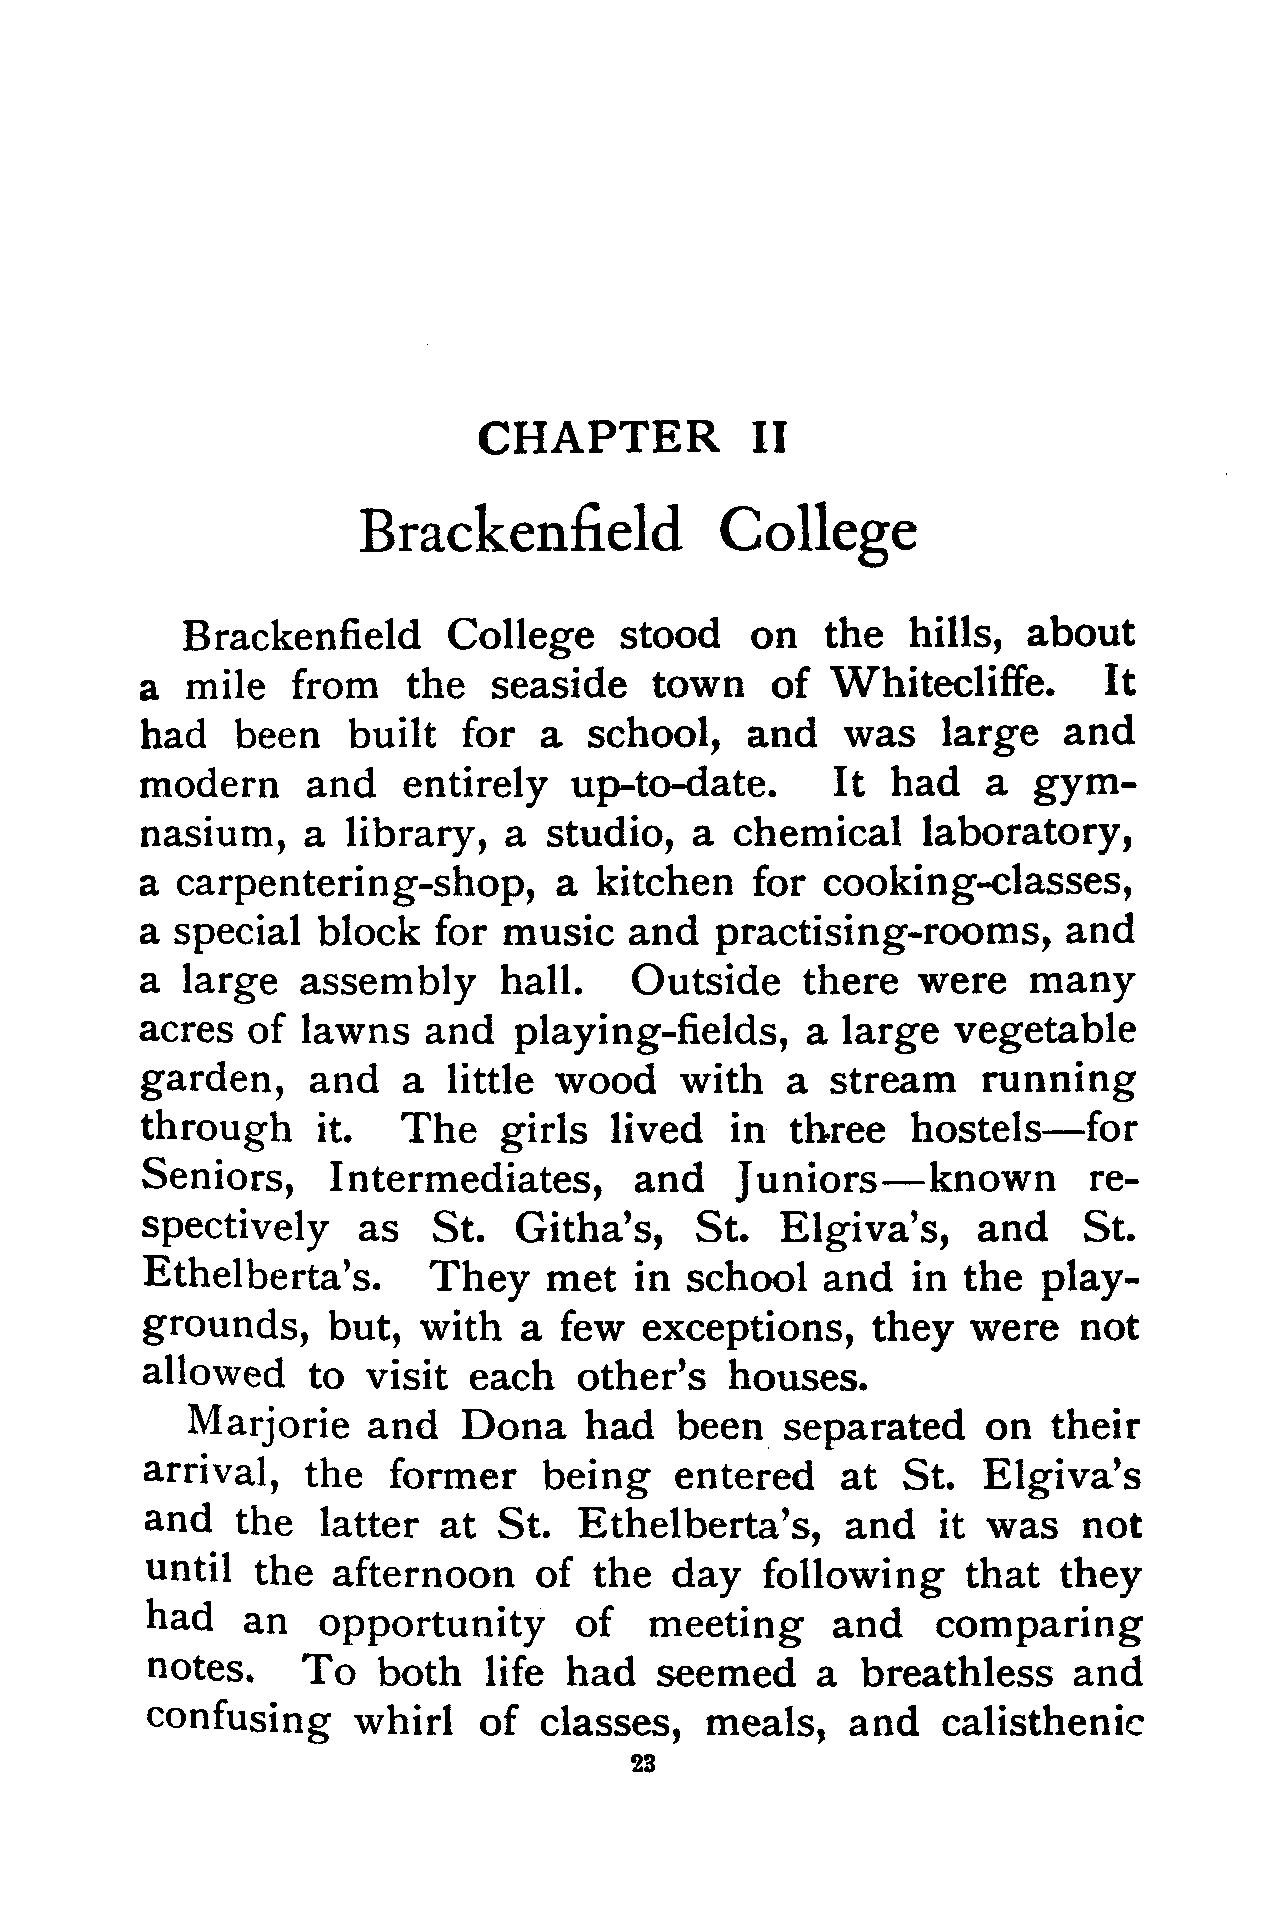 CHAPTER II
Brackenfield College
Brackenfield College stood on the hills, about
a mile from the seaside town of Whitecliffe. It
had been built for a school, and was large and
modern and entirely up-to-date. It had a gym-
nasium, a library, a studio, a chemical laboratory,
a carpentering-shop, a kitchen for cooking-classes,
a special block for music and practising-rooms, and
a large assembly hall. Outside there were many
acres of lawns and playing-fields, a large vegetable
garden, and a little wood with a stream running
through it. The girls lived in three hostels—for
Seniors, Intermediates, and Juniors—known re-
spectively as St. Githa's, St. Elgiva's, and St.
Ethelberta's. They met in school and in the play-
grounds, but, with a few exceptions, they were not
allowed to visit each other's houses.
Marjorie and Dona had been separated on their
arrival, the former being entered at St. Elgiva's
and the latter at St. Ethelberta's, and it was not
until the afternoon of the day following that they
had an opportunity of meeting and comparing
notes. To both life had seemed a breathless and
confusing whirl of classes, meals, and calisthenic
23